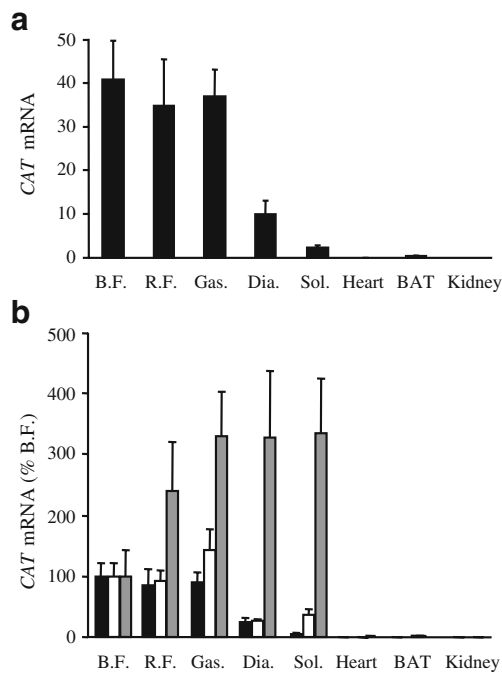 a
50
40
30
20
10
0
CAT mRNA
B.F. R.F. Gas. Dia. Sol. Heart BAT Kidney
b
500
400
300
200
100
0
CAT mRNA (% B.F.)
B.F. R.F. Gas. Dia. Sol. Heart BAT Kidney